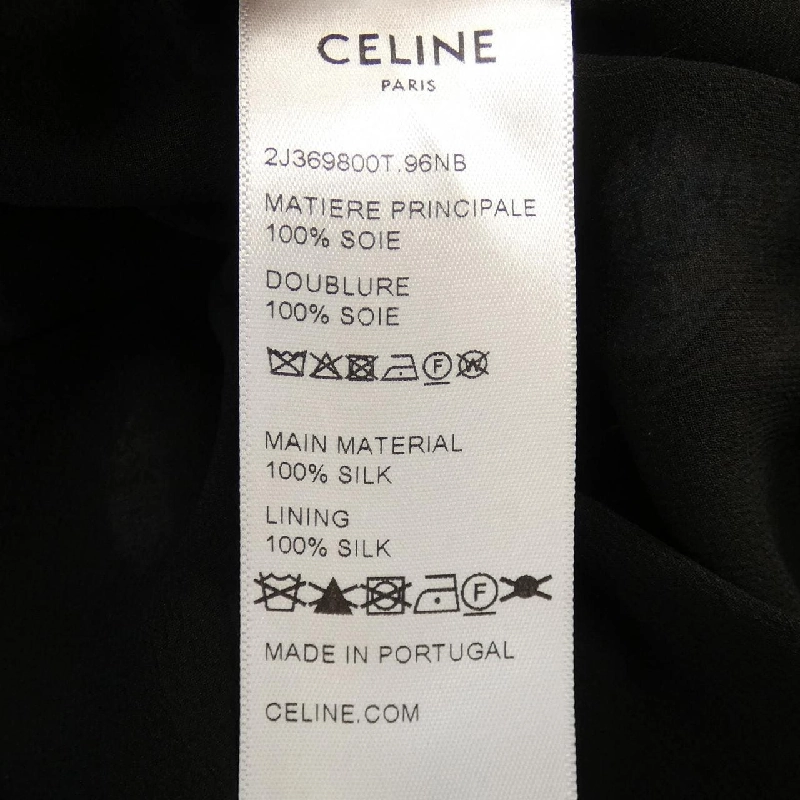 CELINE
PARIS
2J369800T.96NB
MATIERE PRINCIPALE
100% SOIE
DOUBLURE
100% SOIE
F W
MAIN MATERIAL
100% SILK
LINING
100% SILK
F
MADE IN PORTUGAL
CELINE.COM